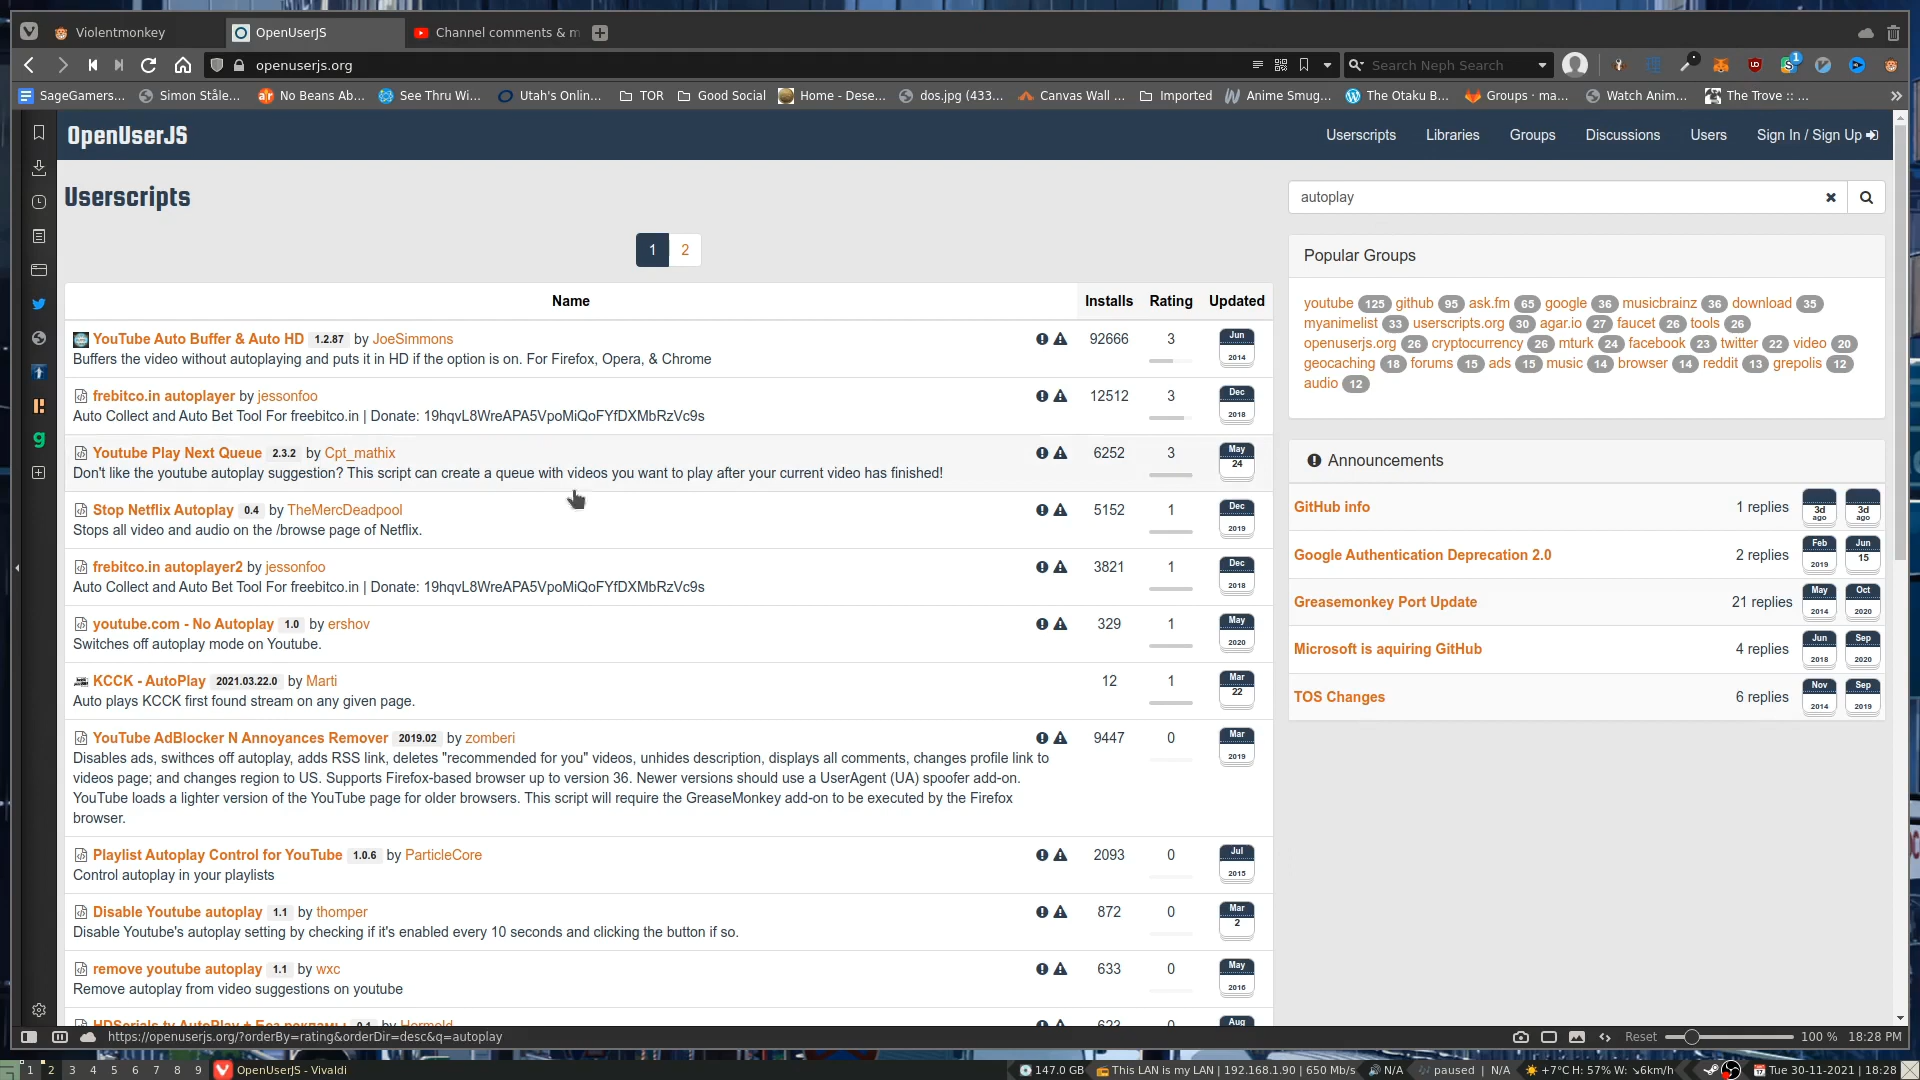 Violentmonkey
OpenUserJS
Channel comments & m
openuserjs.org
Search Neph Search
1
SageGamers...
Simon Ståle...
No Beans Ab...
See Thru Wi...
Utah's Onlin...
TOR
Good Social
Home - Dese...
dos.jpg (433...
Canvas Wall ...
Imported
Anime Smug...
The Otaku B...
Groups · ma...
Watch Anim...
The Trove :: ...
OpenUserJS
Userscripts
Libraries
Groups
Discussions
Users
Sign In / Sign Up
Userscripts
1 2
Name Installs Rating Updated
YouTube Auto Buffer & Auto HD 1.2.87 by JoeSimmons 92666 3 Jun 2014
Buffers the video without autoplaying and puts it in HD if the option is on. For Firefox, Opera, & Chrome
frebitco.in autoplayer by jessonfoo 12512 3 Dec 2018
Auto Collect and Auto Bet Tool For freebitco.in | Donate: 19hqvL8WreAPA5VpoMiQoFYfDXMbRzVc9s
Youtube Play Next Queue 2.3.2 by Cpt_mathix 6252 3 May 24
Don't like the youtube autoplay suggestion? This script can create a queue with videos you want to play after your current video has finished!
Stop Netflix Autoplay 0.4 by TheMercDeadpool 5152 1 Dec 2019
Stops all video and audio on the /browse page of Netflix.
frebitco.in autoplayer2 by jessonfoo 3821 1 Dec 2018
Auto Collect and Auto Bet Tool For freebitco.in | Donate: 19hqvL8WreAPA5VpoMiQoFYfDXMbRzVc9s
youtube.com - No Autoplay 1.0 by ershov 329 1 May 2020
Switches off autoplay mode on Youtube.
KCCK - AutoPlay 2021.03.22.0 by Marti 12 1 Mar 22
Auto plays KCCK first found stream on any given page.
YouTube AdBlocker N Annoyances Remover 2019.02 by zomberi 9447 0 Mar 2019
Disables ads, swithces off autoplay, adds RSS link, deletes "recommended for you" videos, unhides description, displays all comments, changes profile link to
videos page; and changes region to US. Supports Firefox-based browser up to version 36. Newer versions should use a UserAgent (UA) spoofer add-on.
YouTube loads a lighter version of the YouTube page for older browsers. This script will require the GreaseMonkey add-on to be executed by the Firefox
browser.
Playlist Autoplay Control for YouTube 1.0.6 by ParticleCore 2093 0 Jul 2015
Control autoplay in your playlists
Disable Youtube autoplay 1.1 by thomper 872 0 Mar 2
Disable Youtube's autoplay setting by checking if it's enabled every 10 seconds and clicking the button if so.
remove youtube autoplay 1.1 by wxc 633 0 May 2016
Remove autoplay from video suggestions on youtube
HDSerials.tv AutoPlay + Без рекламы 0.1 by Hermold 623 0 Aug
autoplay
Popular Groups
youtube 125 github 95 ask.fm 65 google 36 musicbrainz 36 download 35
myanimelist 33 userscripts.org 30 agar.io 27 faucet 26 tools 26
openuserjs.org 26 cryptocurrency 26 mturk 24 facebook 23 twitter 22 video 20
geocaching 18 forums 15 ads 15 music 14 browser 14 reddit 13 grepolis 12
audio 12
Announcements
GitHub info 1 replies 3d ago 3d ago
Google Authentication Deprecation 2.0 2 replies Feb 2019 Jun 15
Greasemonkey Port Update 21 replies May 2014 Oct 2020
Microsoft is aquiring GitHub 4 replies Jun 2018 Sep 2020
TOS Changes 6 replies Nov 2014 Sep 2019
https://openuserjs.org/?orderBy=rating&orderDir=desc&q=autoplay
Reset 100 % 18:28 PM
1 2 3 4 5 6 7 8 9 OpenUserJS - Vivaldi
147.0 GB
This LAN is my LAN | 192.168.1.90 | 650 Mb/s
N/A
paused | N/A
+7°C H: 57% W: ↘6km/h
Tue 30-11-2021 | 18:28